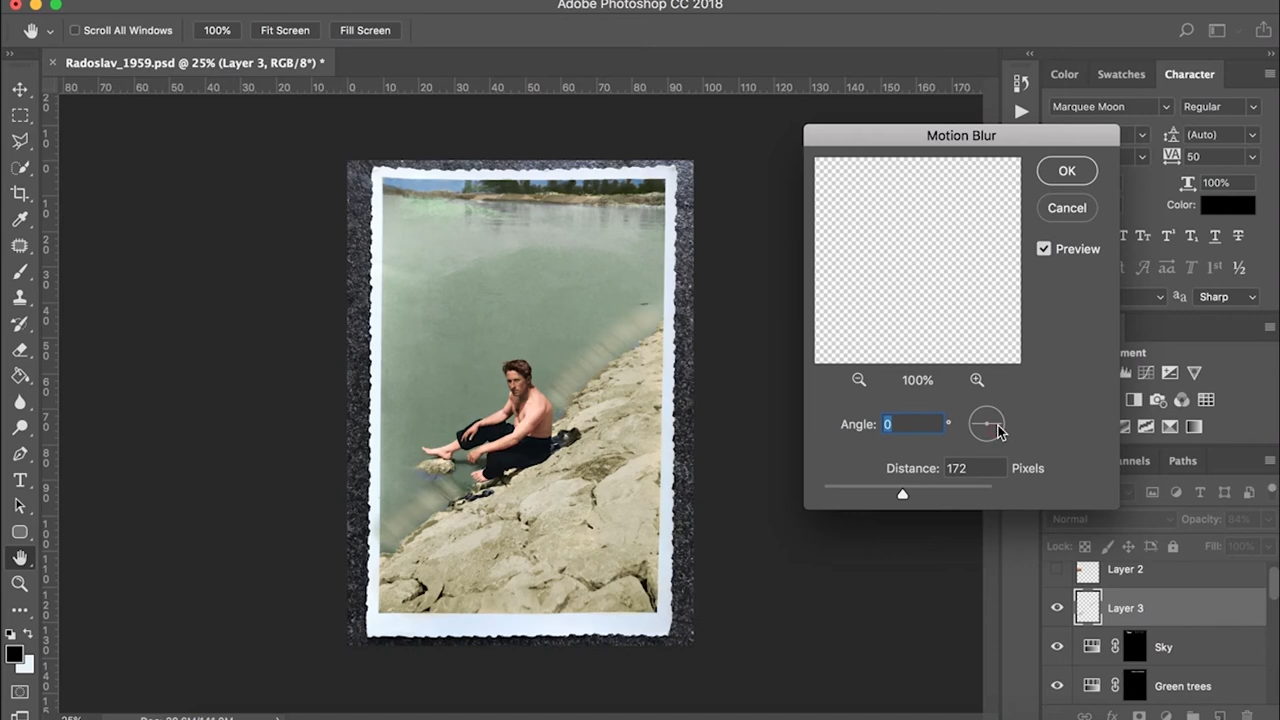 Adobe Photoshop CC 2018
Scroll All Windows 100% Fit Screen Fill Screen
Radoslav_1959.psd @ 25% (Layer 3, RGB/8*) *
80 70 60 50 40 30 20 10 0 10 20 30 40 50 60 70 80 90 100 110 120 130 140 150 160 170
Color Swatches Character
Marquee Moon Regular
(Auto)
50
100%
Color:
Sharp
Motion Blur
OK
Cancel
Preview
100%
Angle: 0 °
Distance: 172 Pixels
Paths
Normal Opacity: 84%
Lock: Fill: 100%
Layer 2
Layer 3
Sky
Green trees